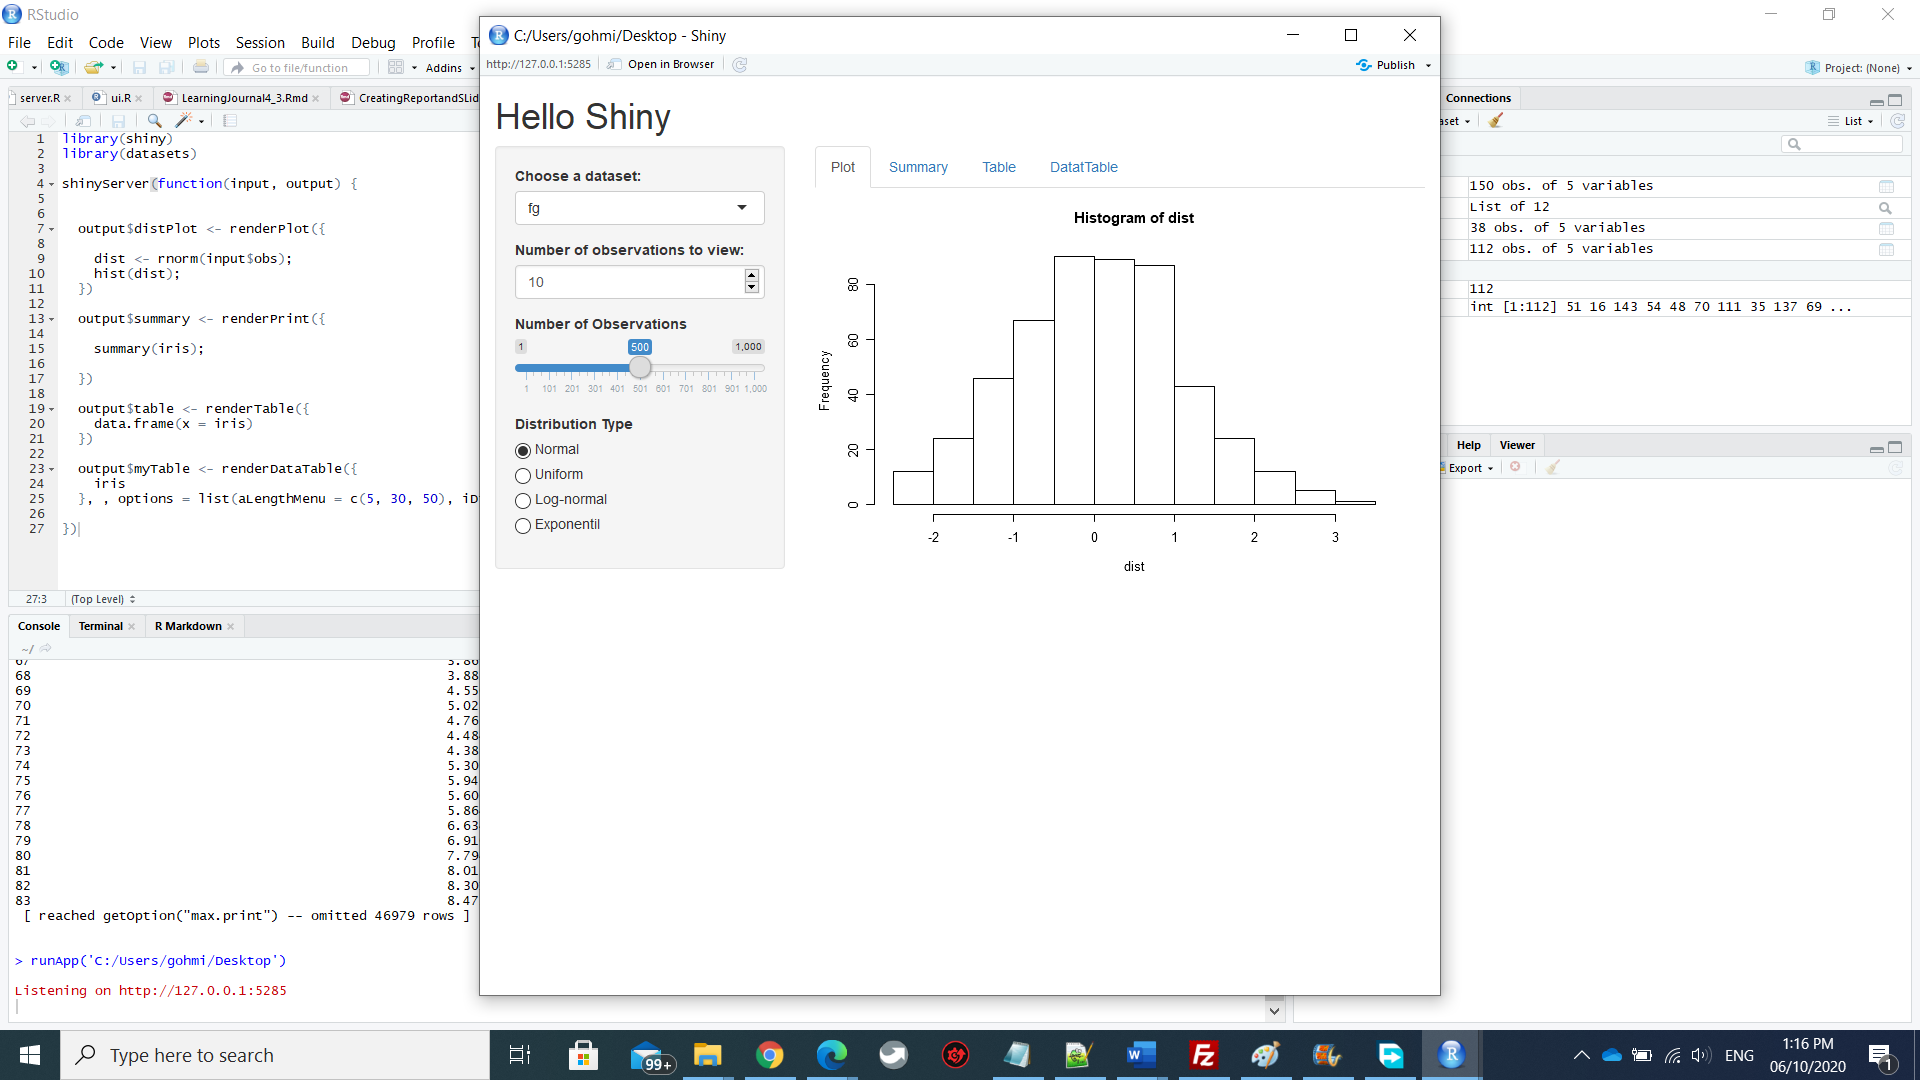 RStudio
File Edit Code View Plots Session Build Debug Profile
Go to file/function
Addins
Project: (None)
server.R
ui.R
LearningJournal4_3.Rmd
CreatingReportandSLid
1 library(shiny)
2 library(datasets)
3
4 shinyServer(function(input, output) {
5
6
7 output$distPlot <- renderPlot({
8
9 dist <- rnorm(input$obs);
10 hist(dist);
11 })
12
13 output$summary <- renderPrint({
14
15 summary(iris);
16
17 })
18
19 output$table <- renderTable({
20 data.frame(x = iris)
21 })
22
23 output$myTable <- renderDataTable({
24 iris
25 }, , options = list(aLengthMenu = c(5, 30, 50), iD
26
27 })
27:3 (Top Level)
Console Terminal R Markdown
~/
67 3.86
68 3.88
69 4.55
70 5.02
71 4.76
72 4.48
73 4.38
74 5.30
75 5.94
76 5.60
77 5.86
78 6.63
79 6.91
80 7.79
81 8.01
82 8.30
83 8.47
[ reached getOption("max.print") -- omitted 46979 rows ]
> runApp('C:/Users/gohmi/Desktop')
Listening on http://127.0.0.1:5285
C:/Users/gohmi/Desktop - Shiny
http://127.0.0.1:5285 Open in Browser
Publish
Hello Shiny
Choose a dataset:
fg
Number of observations to view:
10
Number of Observations
1 500 1,000
1 101 201 301 401 501 601 701 801 901 1,000
Distribution Type
Normal
Uniform
Log-normal
Exponentil
Plot Summary Table DatatTable
Histogram of dist
Frequency
80
60
40
20
0
-2 -1 0 1 2 3
dist
Connections
aset
List
150 obs. of 5 variables
List of 12
38 obs. of 5 variables
112 obs. of 5 variables
112
int [1:112] 51 16 143 54 48 70 111 35 137 69 ...
Help Viewer
Export
Type here to search
99+
ENG
1:16 PM
06/10/2020
1